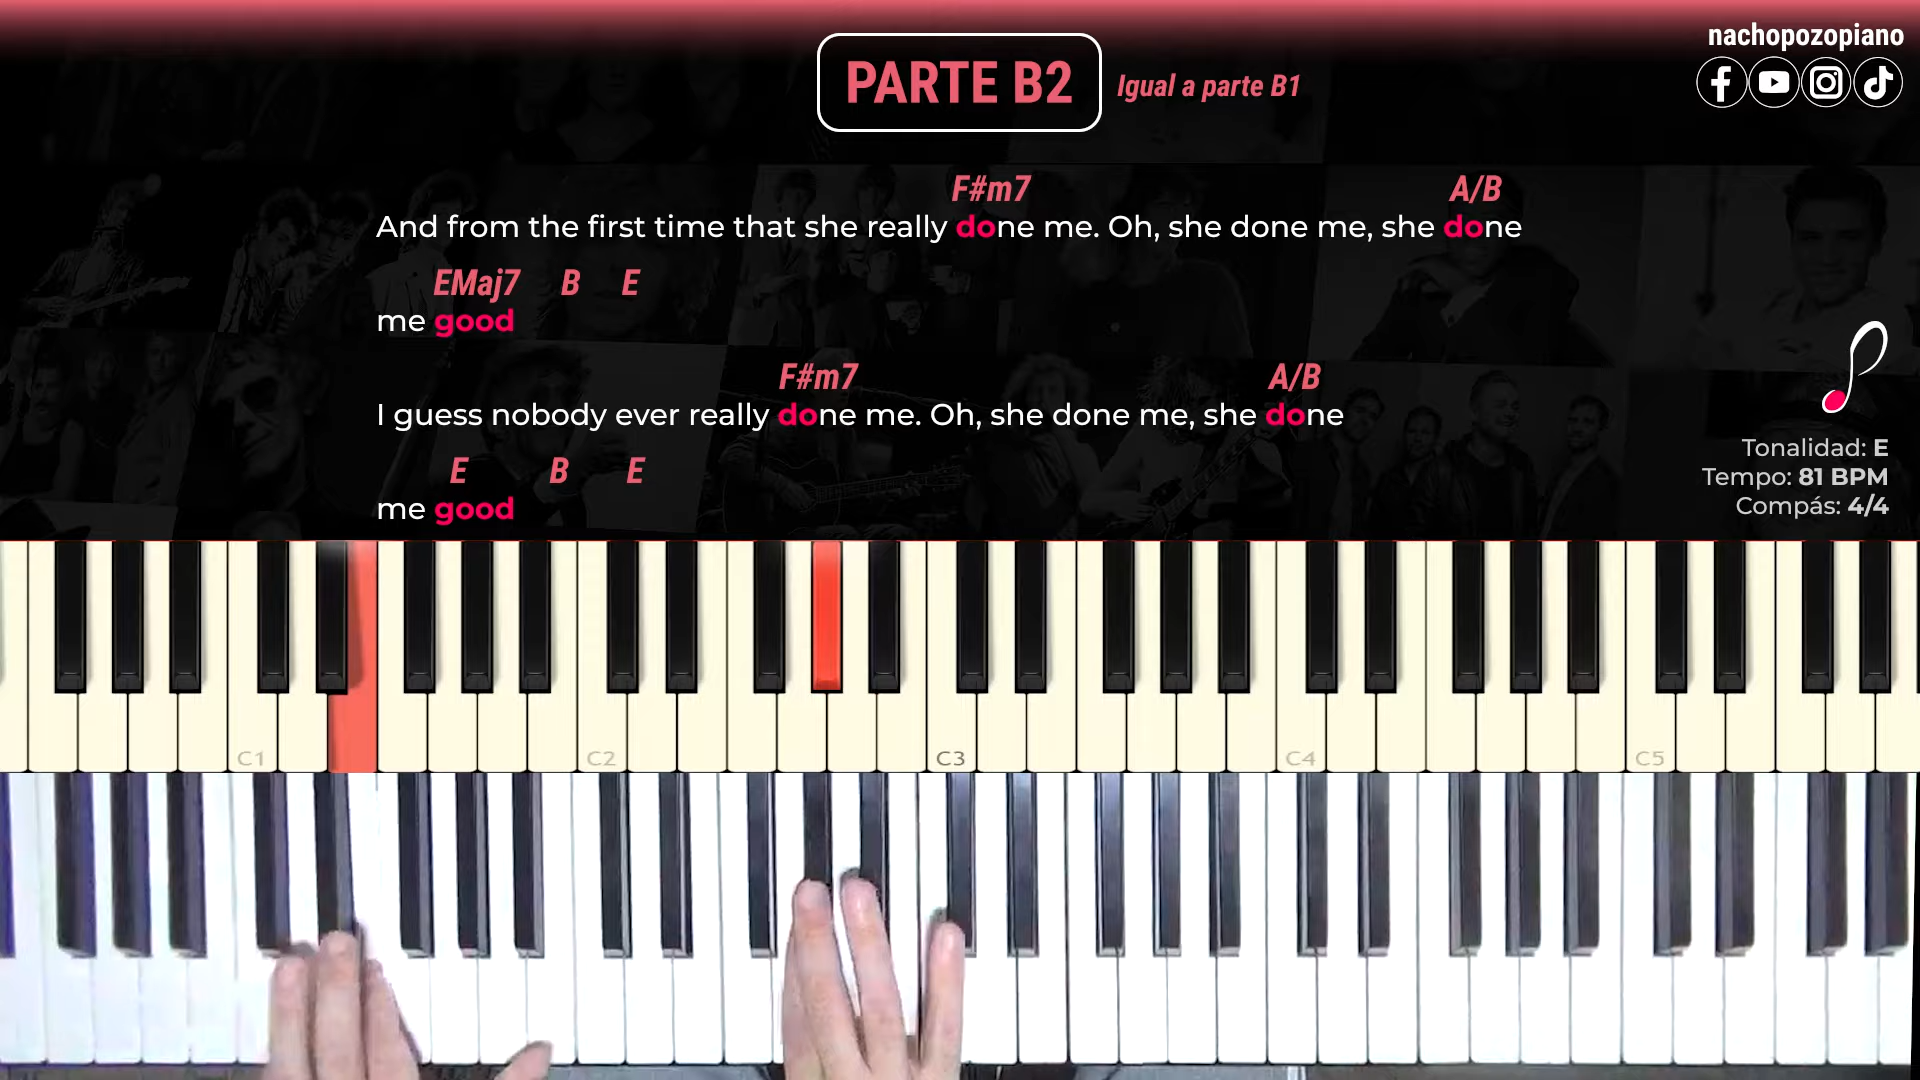 nachopozopiano
PARTE B2 Igual a parte B1
F#m7 A/B
And from the first time that she really done me. Oh, she done me, she done
EMaj7 B E
me good
F#m7 A/B
I guess nobody ever really done me. Oh, she done me, she done
E B E
me good
Tonalidad: E
Tempo: 81 BPM
Compás: 4/4
C1 C2 C3 C4 C5